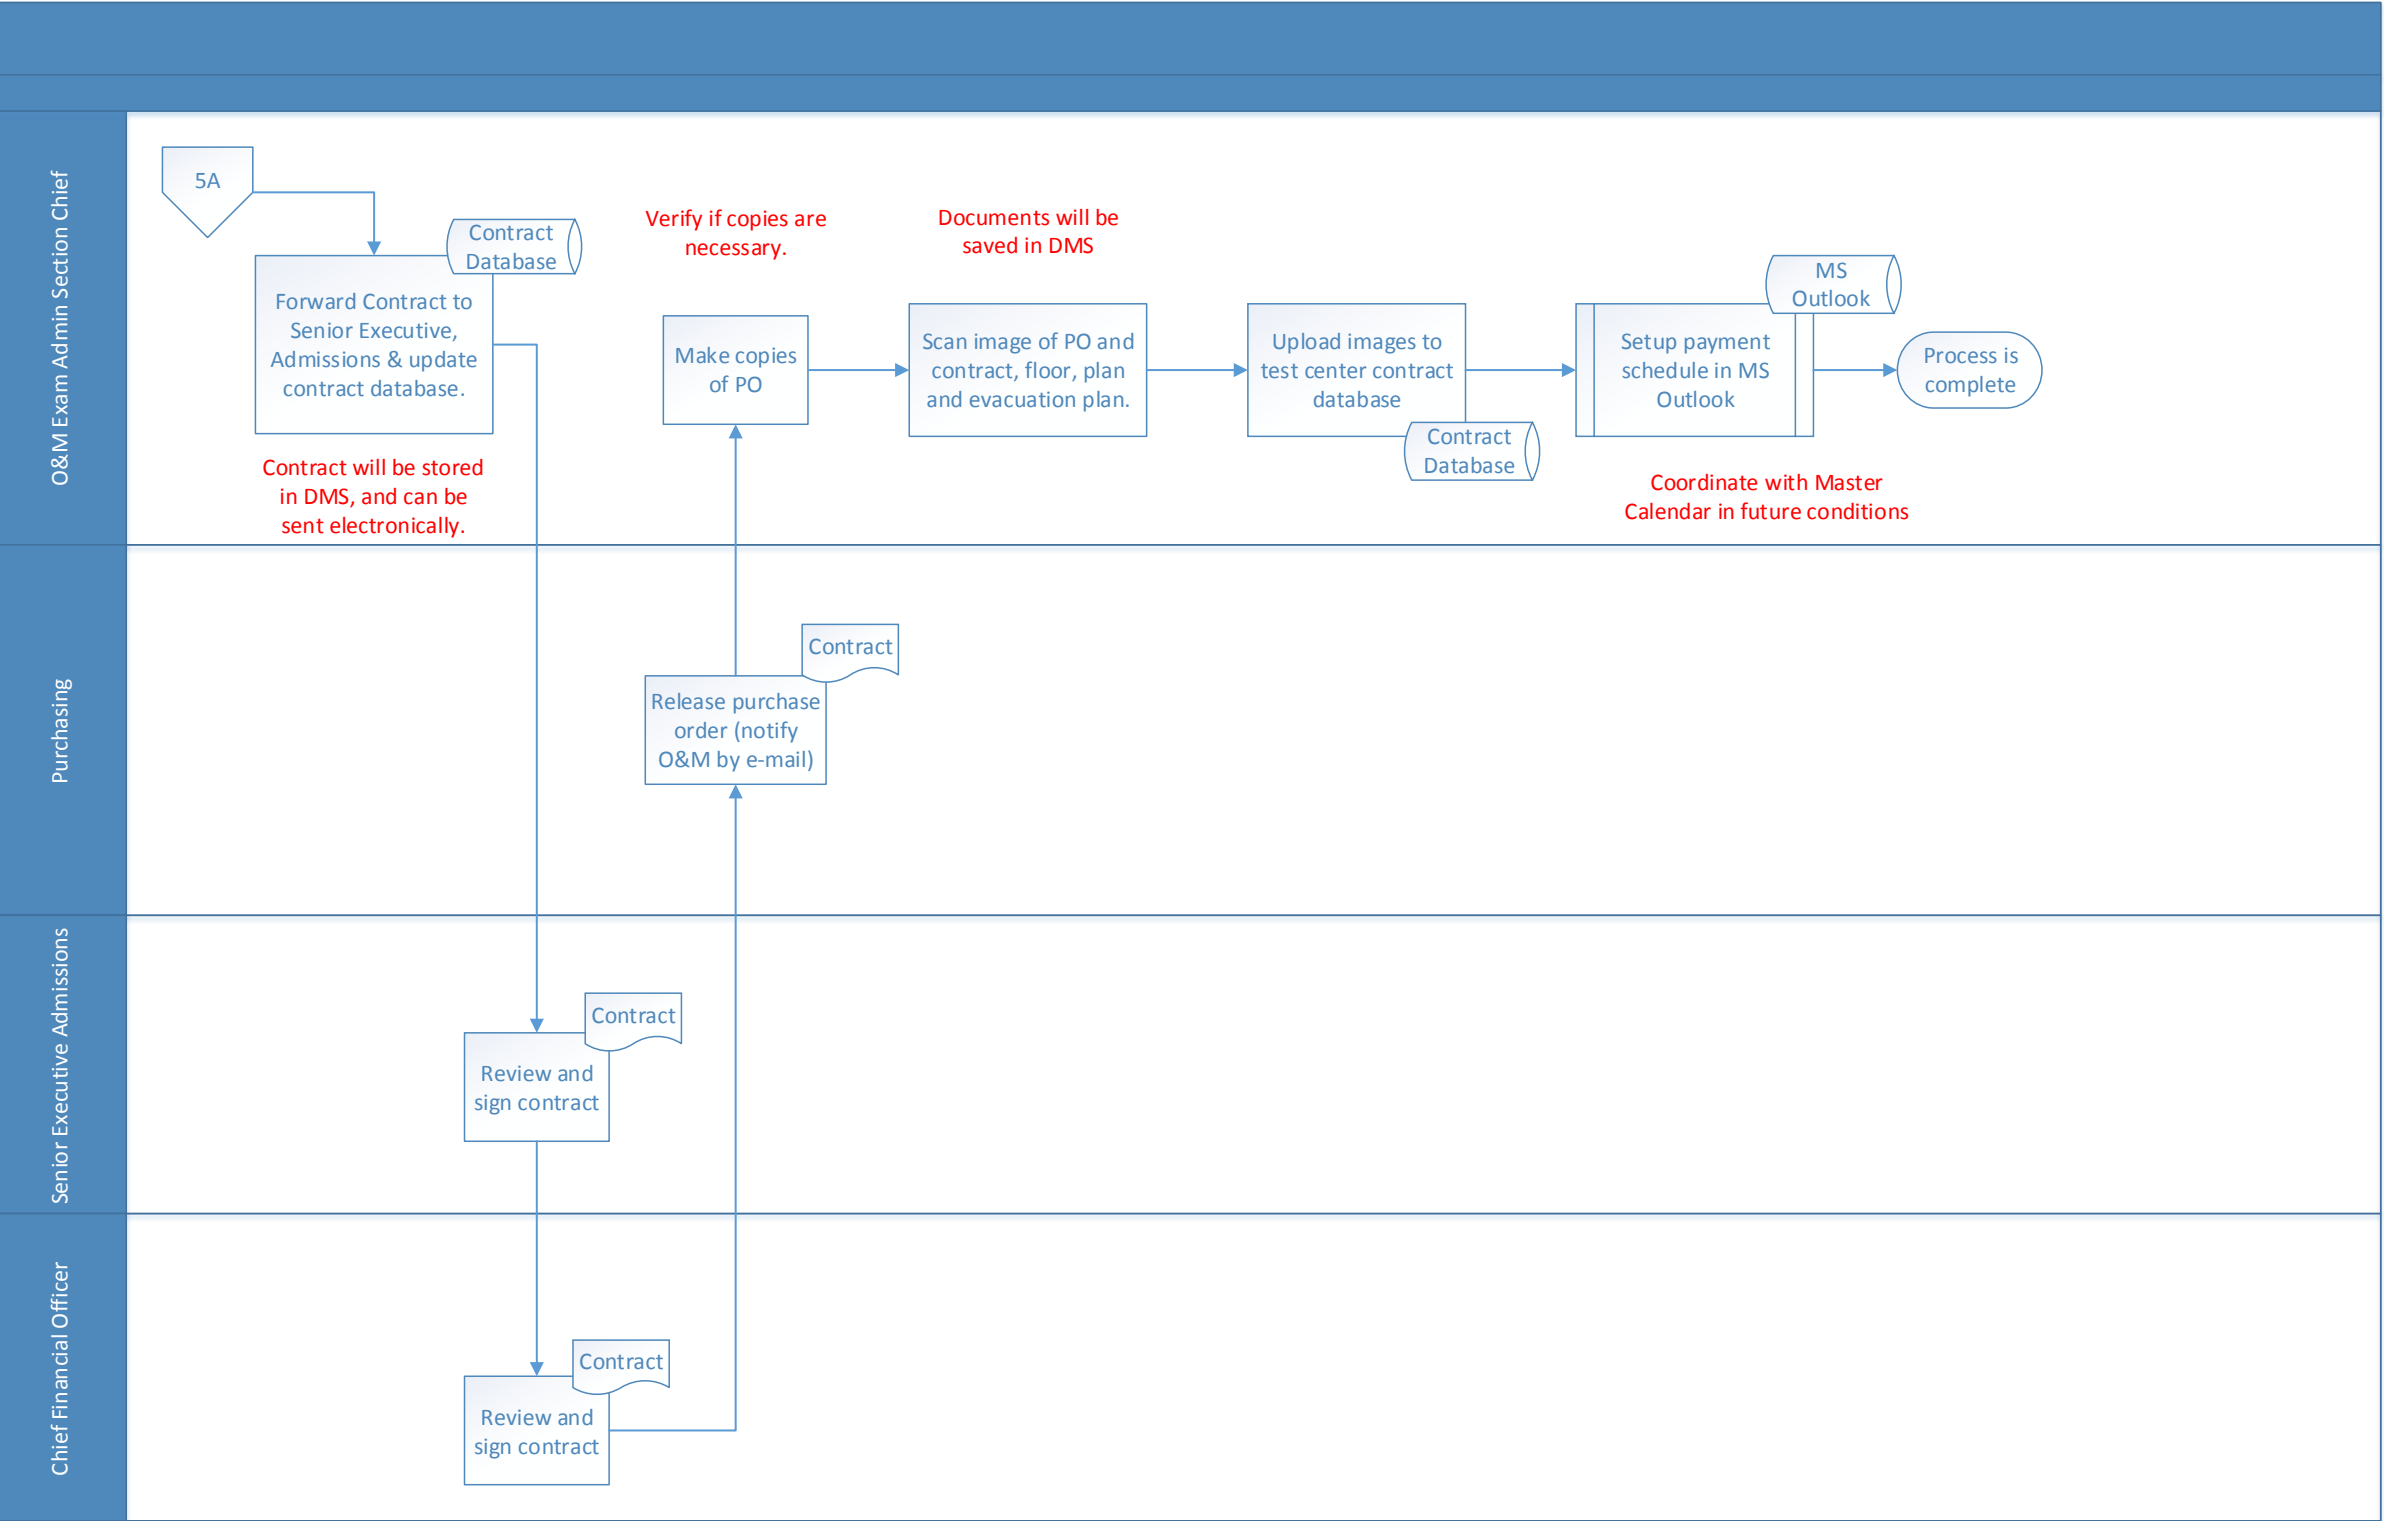 O&M Exam Admin Section Chief
5A
Contract
Database
Forward Contract to
Senior Executive,
Admissions & update
contract database.
Contract will be stored
in DMS, and can be
sent electronically.
Verify if copies are
necessary.
Make copies
of PO
Documents will be
saved in DMS
Scan image of PO and
contract, floor, plan
and evacuation plan.
Upload images to
test center contract
database
Contract
Database
MS
Outlook
Setup payment
schedule in MS
Outlook
Coordinate with Master
Calendar in future conditions
Process is
complete
Purchasing
Contract
Release purchase
order (notify
O&M by e-mail)
Senior Executive Admissions
Contract
Review and
sign contract
Chief Financial Officer
Contract
Review and
sign contract